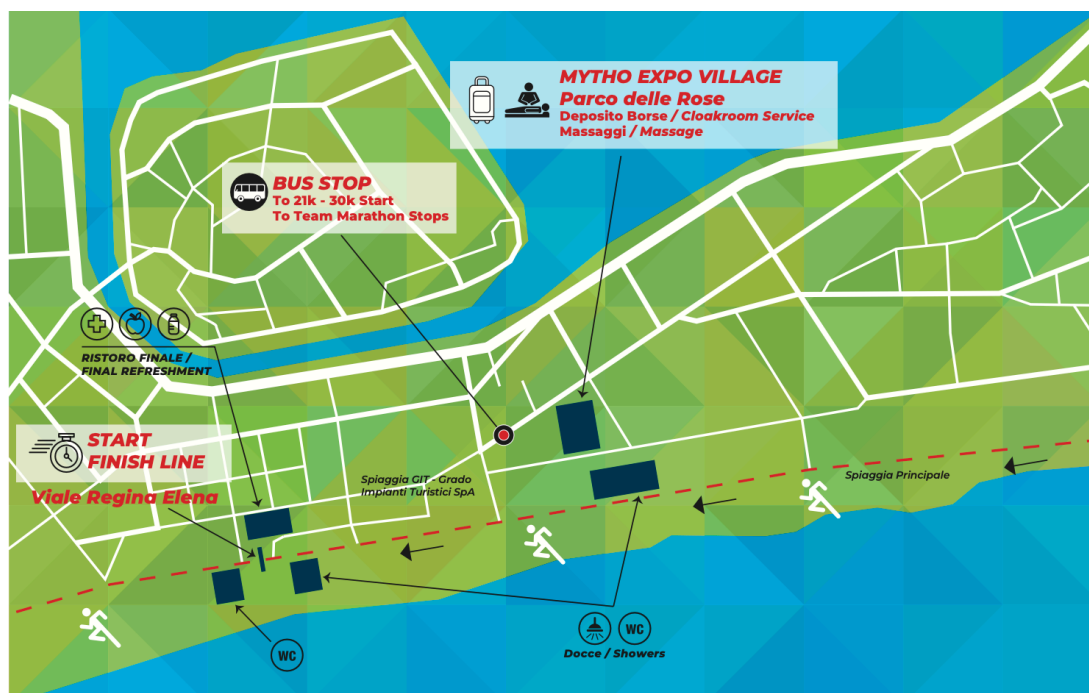 MYTHO EXPO VILLAGE
Parco delle Rose
Deposito Borse / Cloakroom Service
Massaggi / Massage
BUS STOP
To 21k - 30k Start
To Team Marathon Stops
RISTORO FINALE /
FINAL REFRESHMENT
START
FINISH LINE
Viale Regina Elena
Spiaggia GIT - Grado
Impianti Turistici SpA
Spiaggia Principale
WC
WC
Docce / Showers